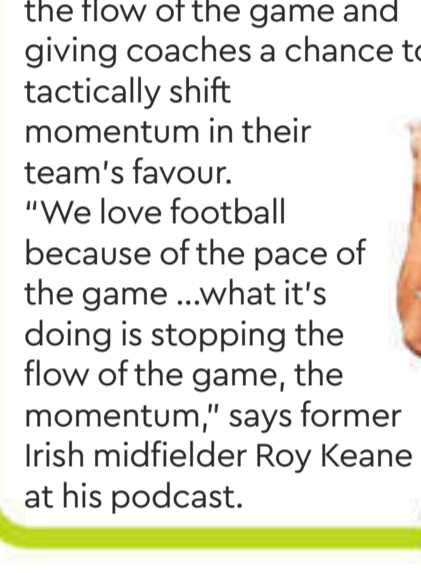 the flow of the game and
giving coaches a chance to
tactically shift
momentum in their
team's favour.
“We love football
because of the pace of
the game ...what it's
doing is stopping the
flow of the game, the
momentum,” says former
Irish midfielder Roy Keane
at his podcast.